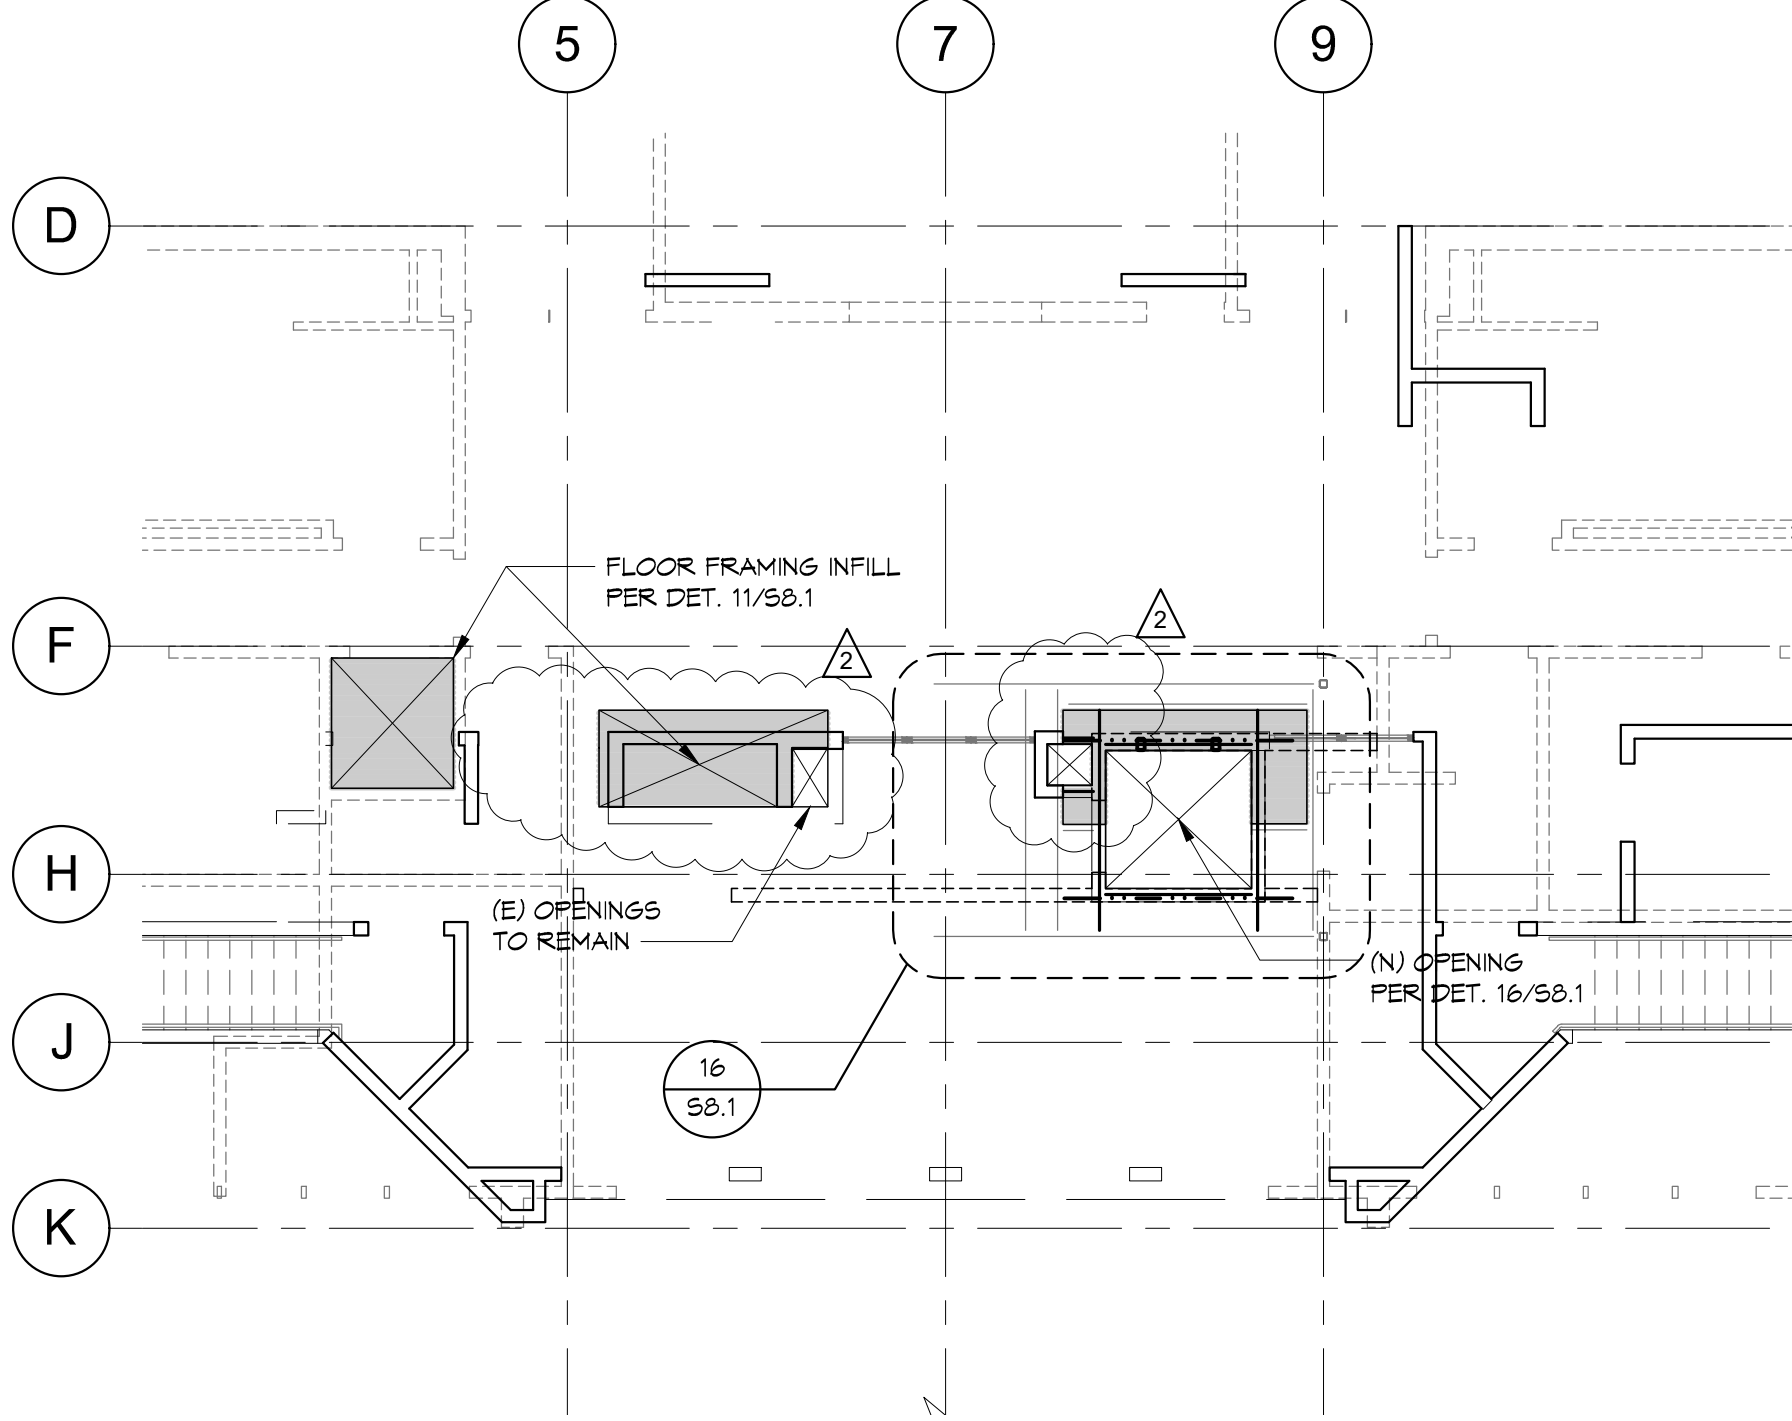 5
7
9
D
FLOOR FRAMING INFILL
PER DET. 11/S8.1
2
2
F
H
(E) OPENINGS
TO REMAIN
(N) OPENING
PER DET. 16/S8.1
J
16
S8.1
K